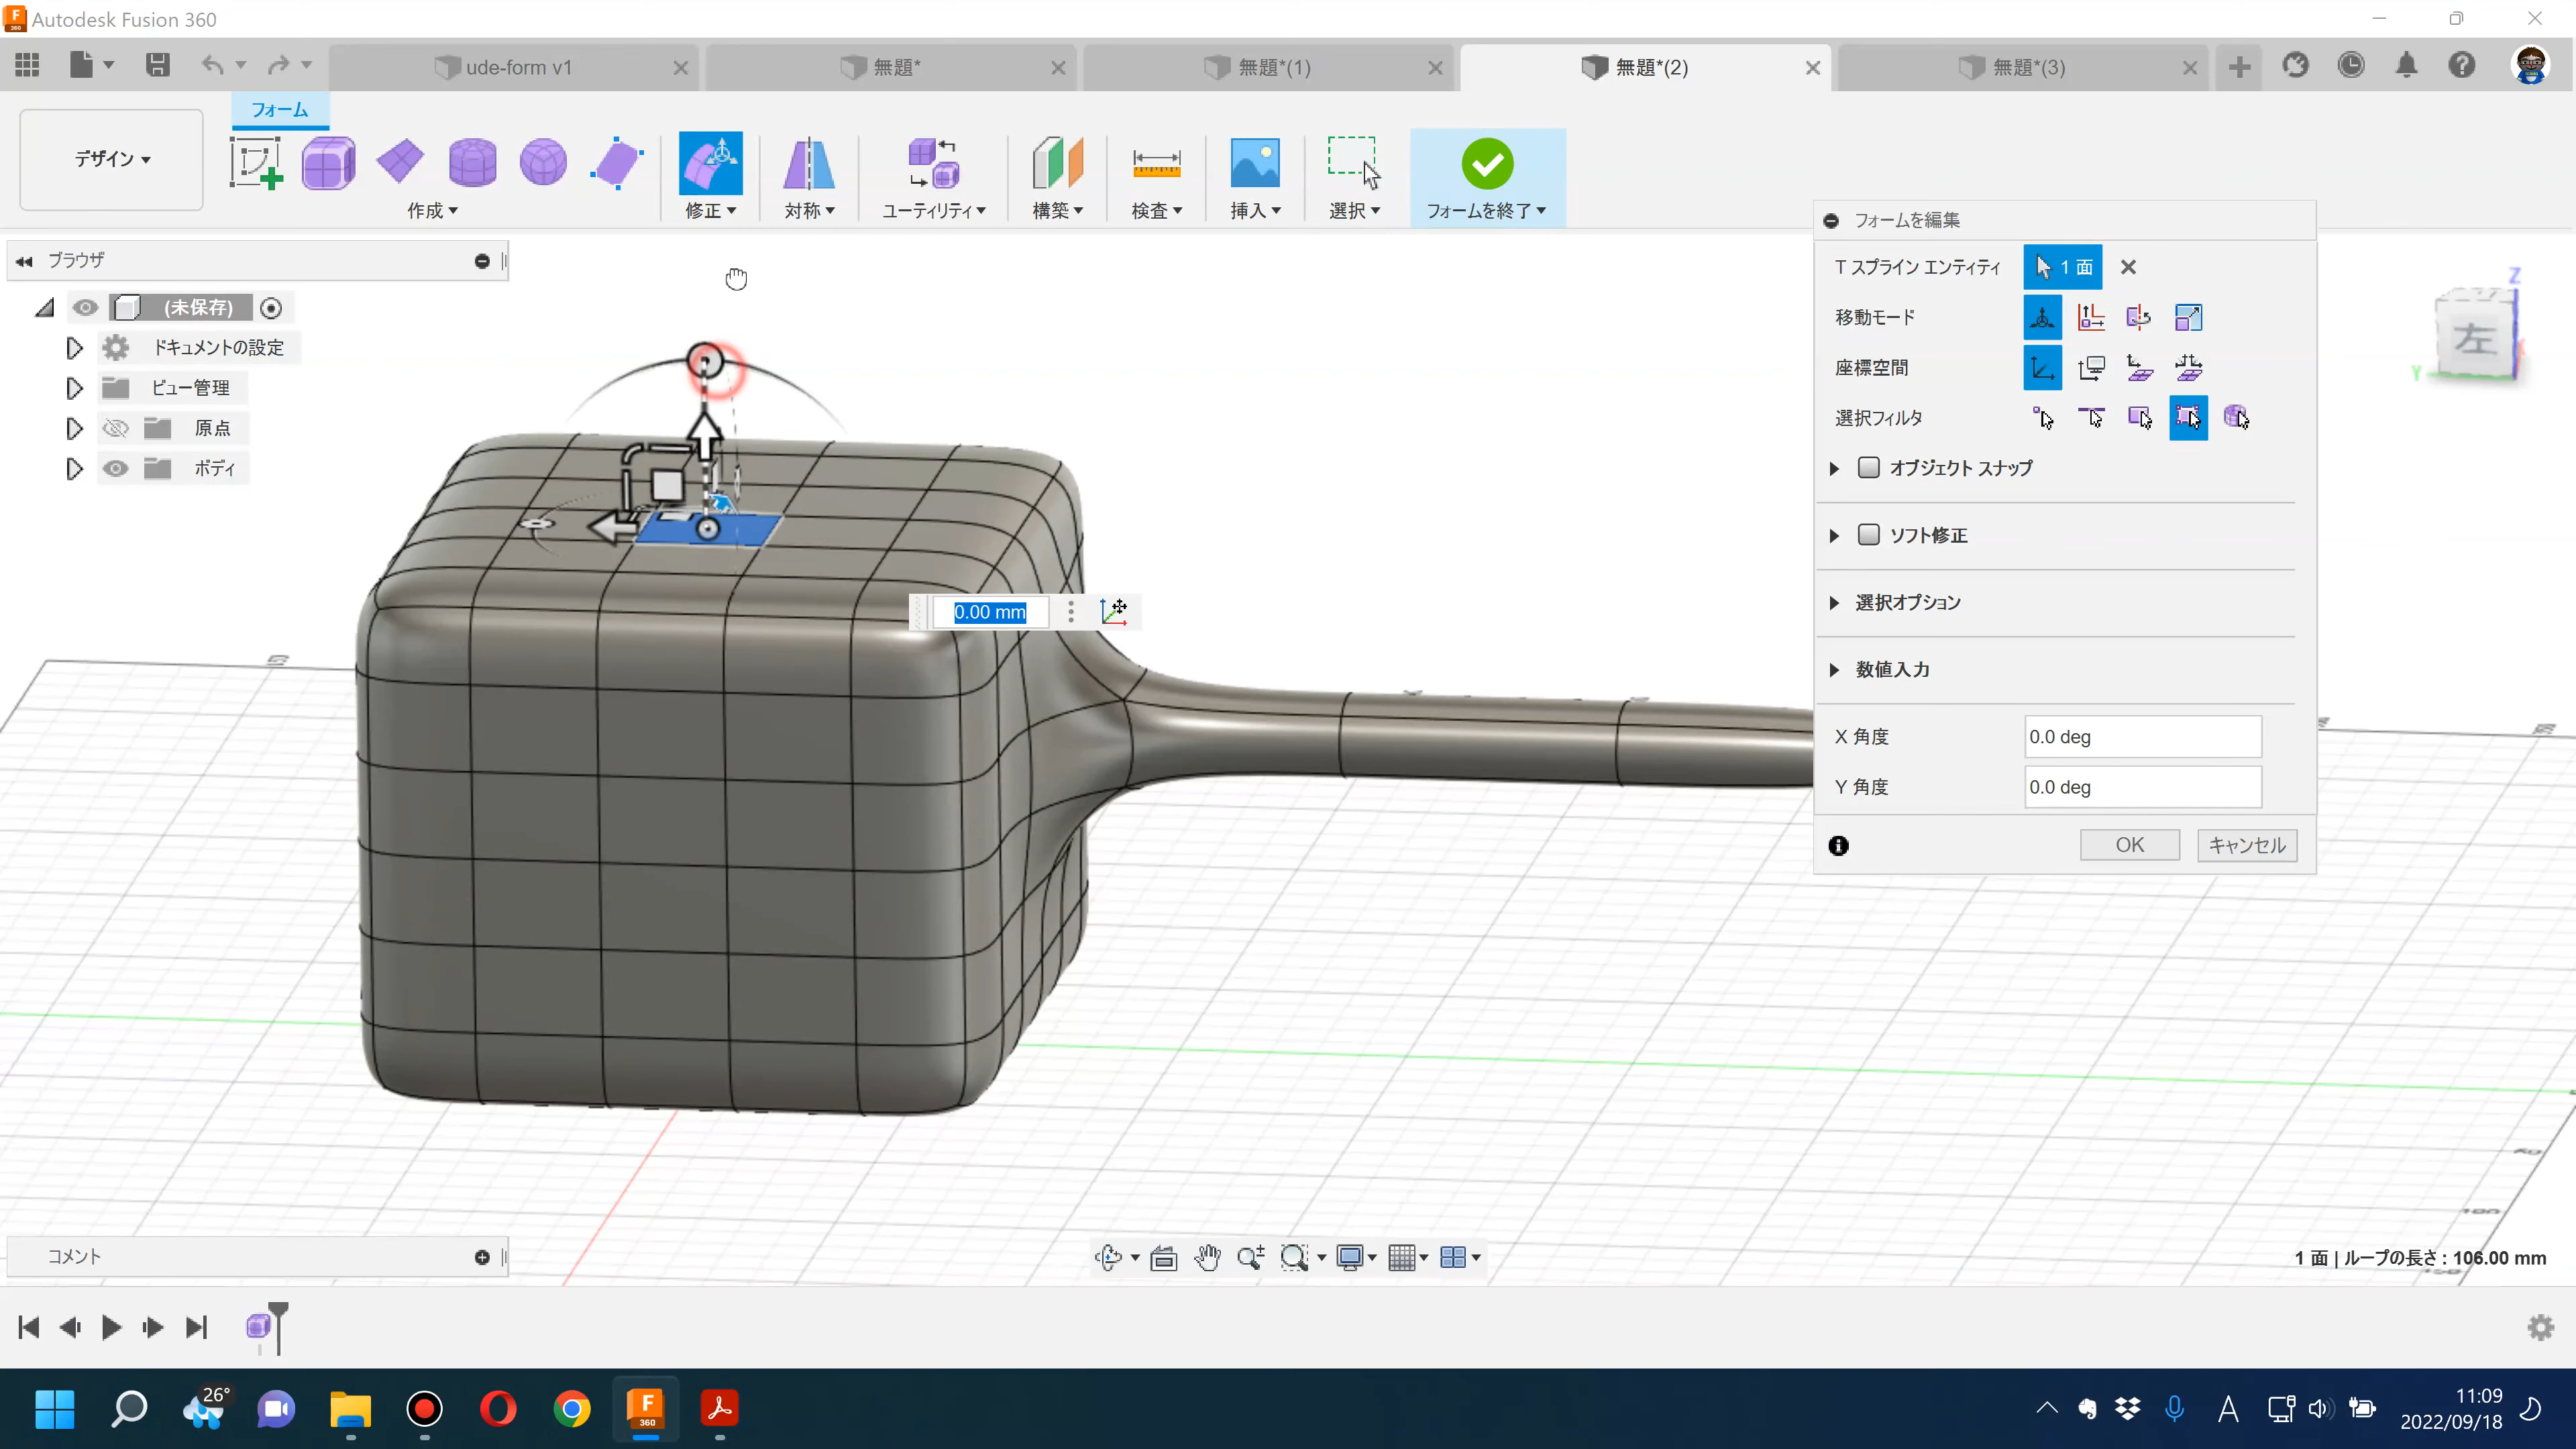 Autodesk Fusion 360
ude-form v1
無題*
無題*(1)
無題*(2)
無題*(3)
フォーム
デザイン
作成
修正
対称
ユーティリティ
構築
検査
挿入
選択
フォームを終了
ブラウザ
(未保存)
ドキュメントの設定
ビュー管理
原点
ボディ
フォームを編集
T スプライン エンティティ
1 面
移動モード
座標空間
選択フィルタ
オブジェクト スナップ
ソフト修正
選択オプション
数値入力
X 角度
0.0 deg
Y 角度
0.0 deg
OK
キャンセル
0.00 mm
左
Z
Y
コメント
1 面 | ループの長さ : 106.00 mm
26°
F
360
A
11:09
2022/09/18